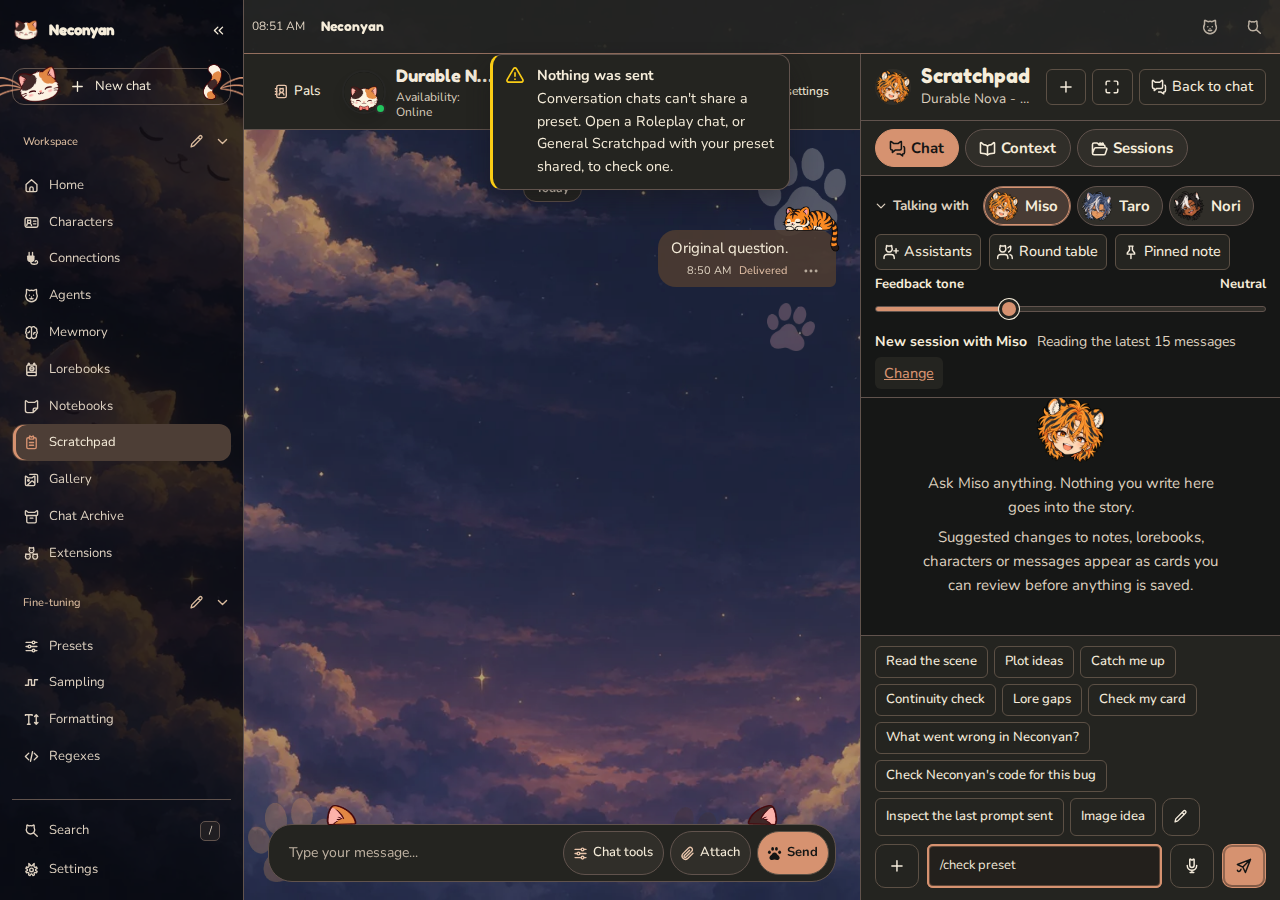 Neconyan
«
New chat
Workspace
Home
Characters
Connections
Agents
Mewmory
Lorebooks
Notebooks
Scratchpad
Gallery
Chat Archive
Extensions
Fine-tuning
Presets
Sampling
Formatting
Regexes
Search
/
Settings
08:51 AM
Neconyan
Pals
Durable N...
Availability:
Online
settings
Nothing was sent
Conversation chats can't share a
preset. Open a Roleplay chat, or
General Scratchpad with your preset
shared, to check one.
Today
Original question.
8:50 AM Delivered
Type your message...
Chat tools
Attach
Send
Scratchpad
Durable Nova - ...
Back to chat
Chat
Context
Sessions
Talking with
Miso
Taro
Nori
Assistants
Round table
Pinned note
Feedback tone
Neutral
New session with Miso Reading the latest 15 messages
Change
Ask Miso anything. Nothing you write here
goes into the story.
Suggested changes to notes, lorebooks,
characters or messages appear as cards you
can review before anything is saved.
Read the scene
Plot ideas
Catch me up
Continuity check
Lore gaps
Check my card
What went wrong in Neconyan?
Check Neconyan's code for this bug
Inspect the last prompt sent
Image idea
/check preset